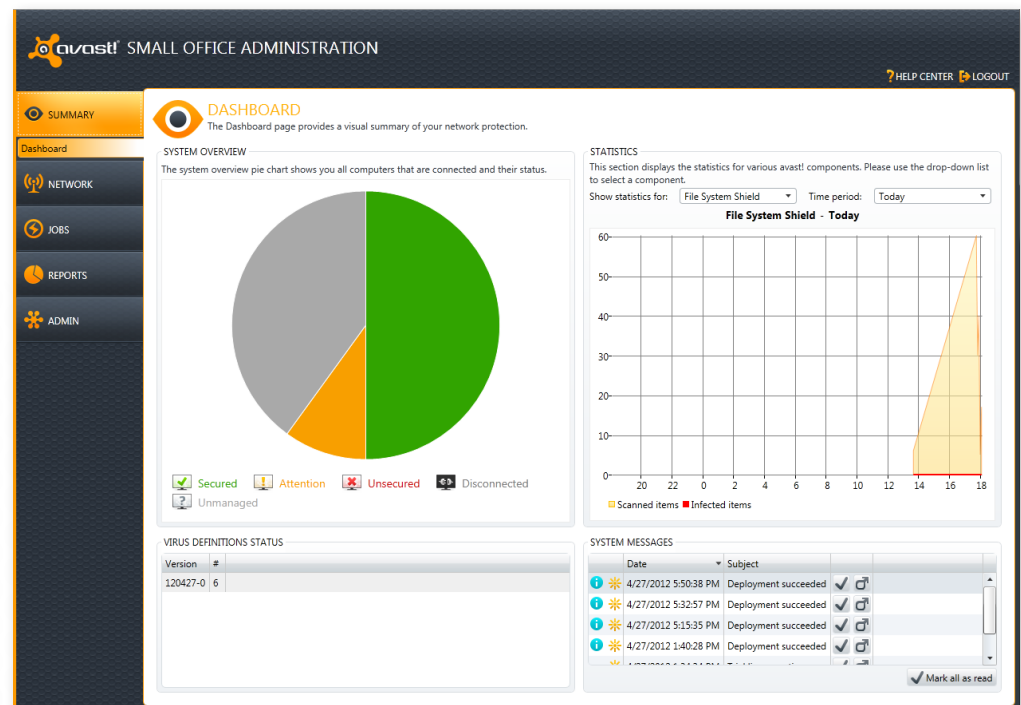 avast! SMALL OFFICE ADMINISTRATION
? HELP CENTER LOGOUT
SUMMARY
Dashboard
NETWORK
JOBS
REPORTS
ADMIN
DASHBOARD
The Dashboard page provides a visual summary of your network protection.
SYSTEM OVERVIEW
The system overview pie chart shows you all computers that are connected and their status.
Secured Attention Unsecured Disconnected
Unmanaged
STATISTICS
This section displays the statistics for various avast! components. Please use the drop-down list
to select a component.
Show statistics for: File System Shield Time period: Today
File System Shield - Today
60
50
40
30
20
10
0
20 22 0 2 4 6 8 10 12 14 16 18
Scanned items Infected items
VIRUS DEFINITIONS STATUS
Version #
120427-0 6
SYSTEM MESSAGES
Date Subject
4/27/2012 5:50:38 PM Deployment succeeded
4/27/2012 5:32:57 PM Deployment succeeded
4/27/2012 5:15:35 PM Deployment succeeded
4/27/2012 1:40:28 PM Deployment succeeded
Mark all as read